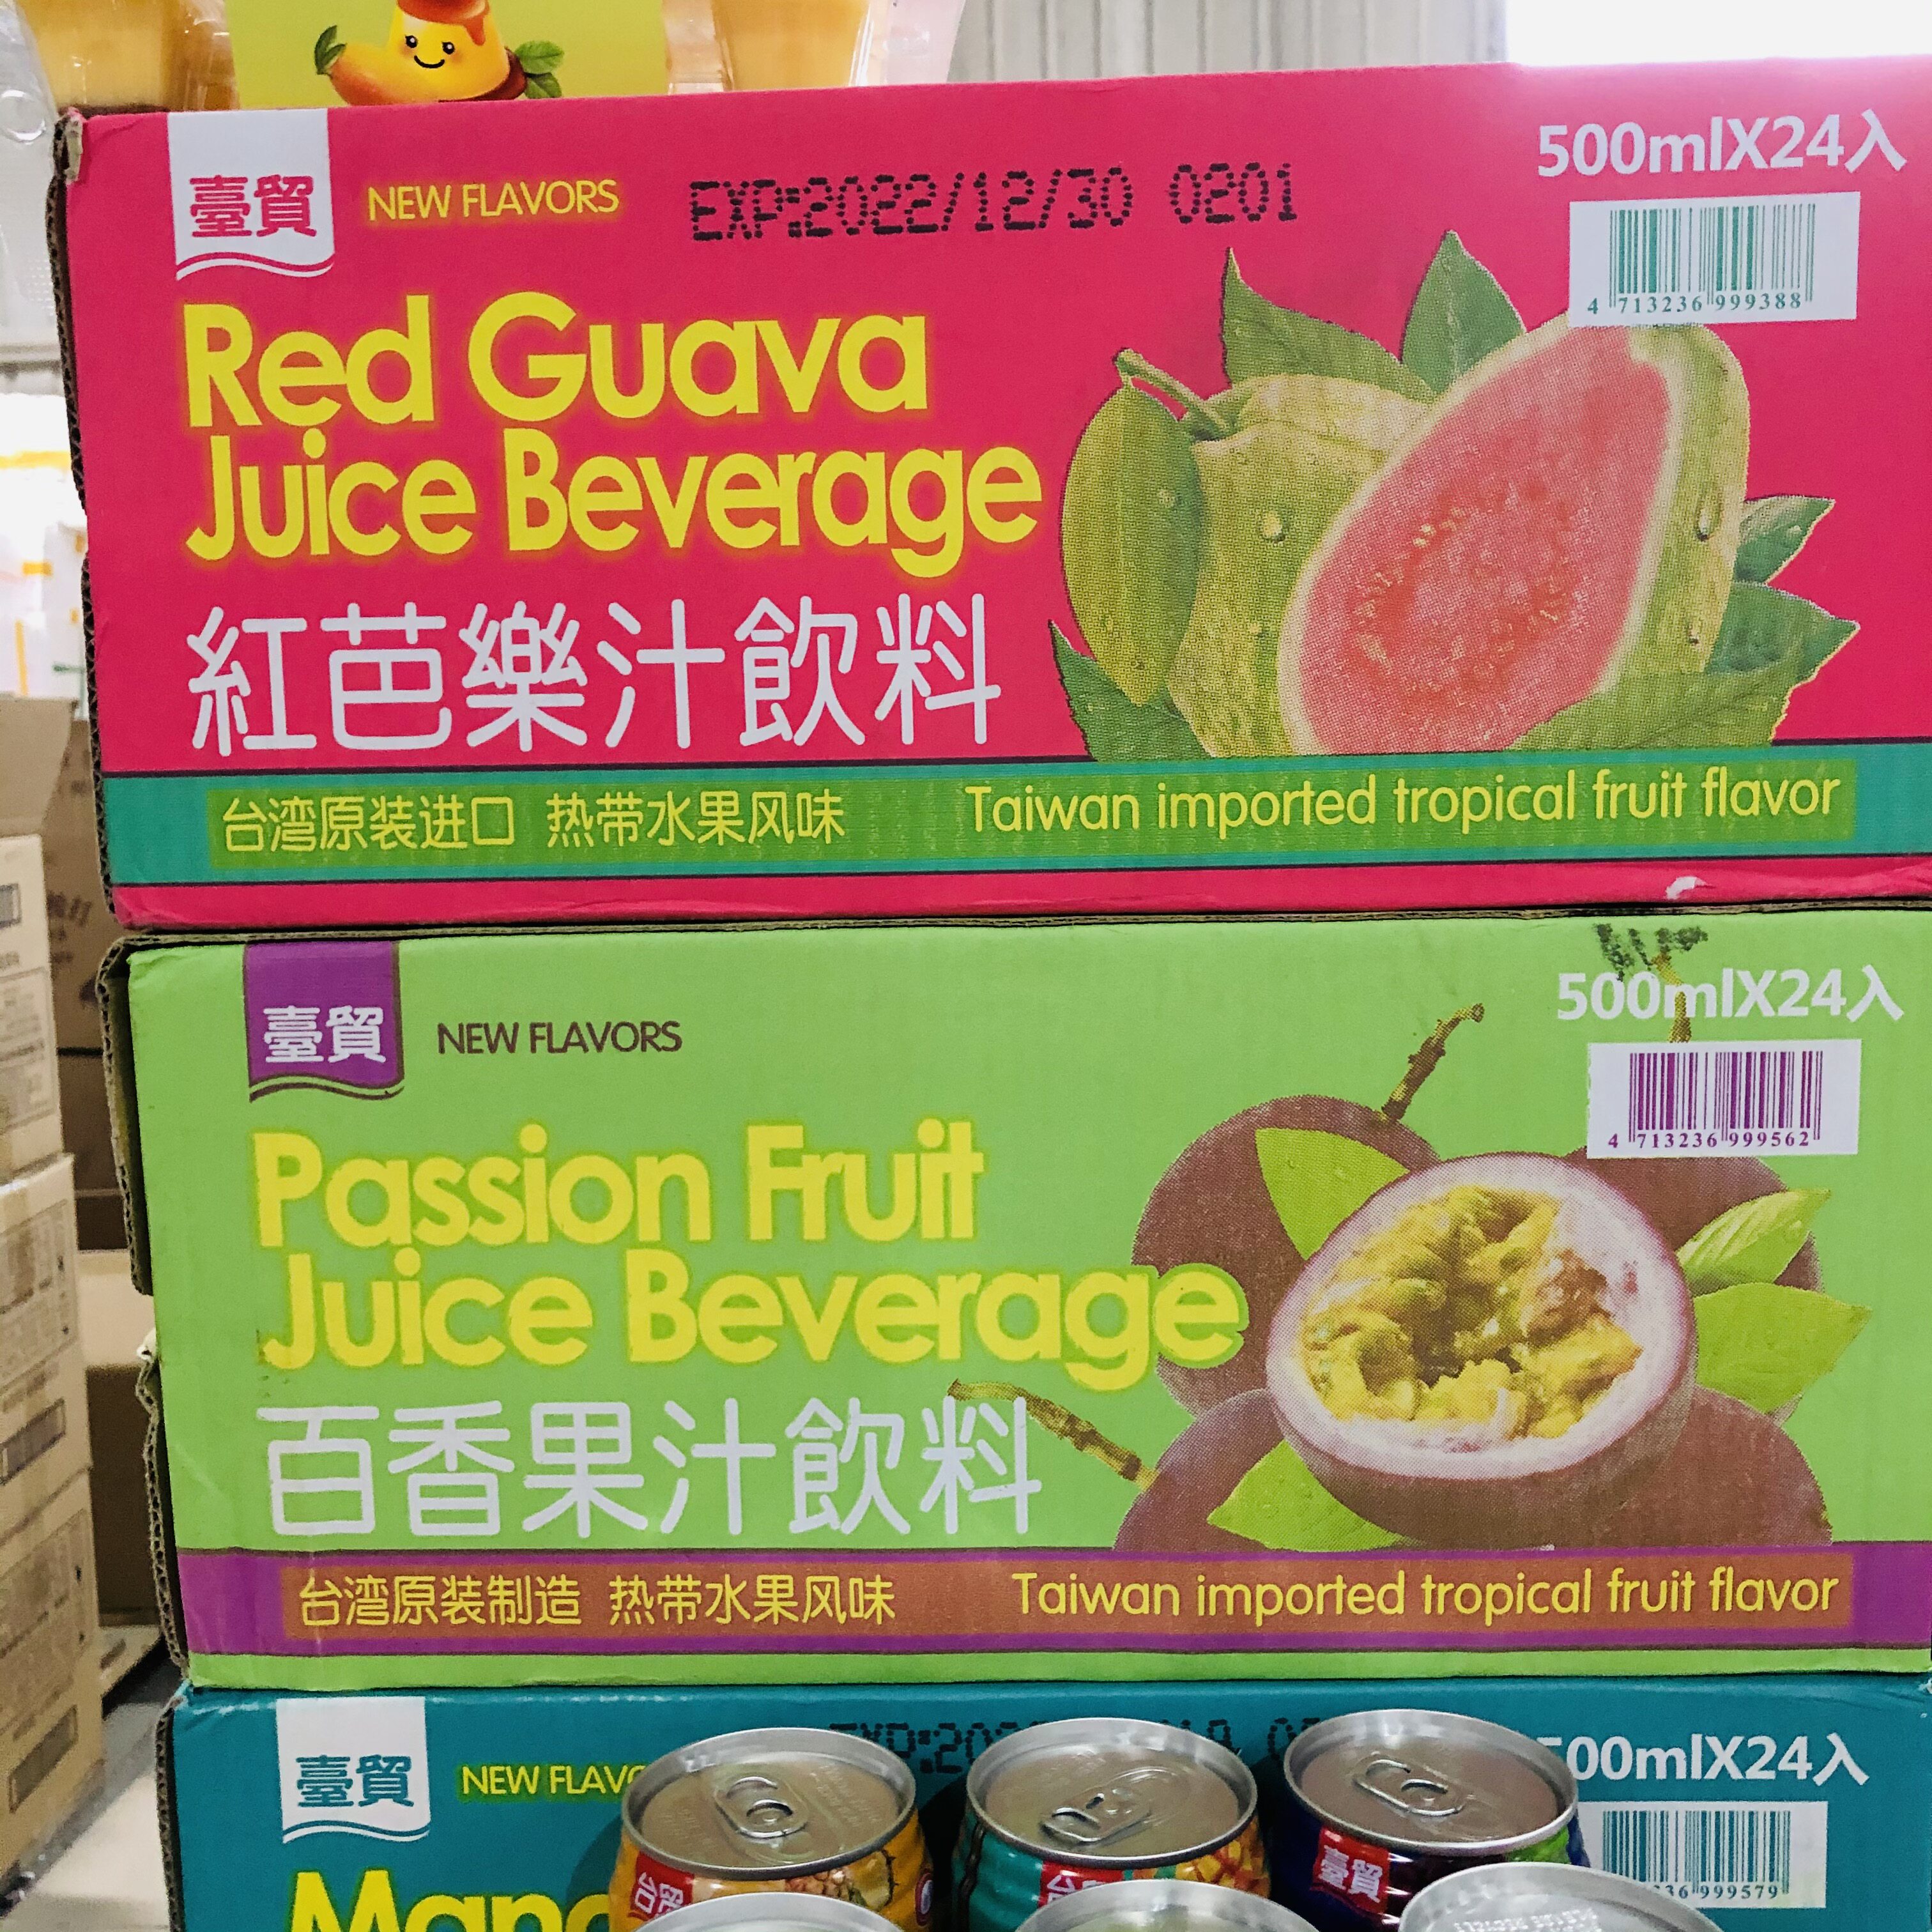 臺貿
NEW FLAVORS
EXP:2022/12/30 0201
500mlX24入
4 713236 999388
Red Guava
Juice Beverage
紅芭樂汁飲料
台湾原装进口 热带水果风味
Taiwan imported tropical fruit flavor
臺貿
NEW FLAVORS
500mlX24入
4 713236 999562
Passion Fruit
Juice Beverage
百香果汁飲料
台湾原装制造 热带水果风味
Taiwan imported tropical fruit flavor
臺貿
NEW FLAVO
500mlX24入
36 999579
Mang
臺貿